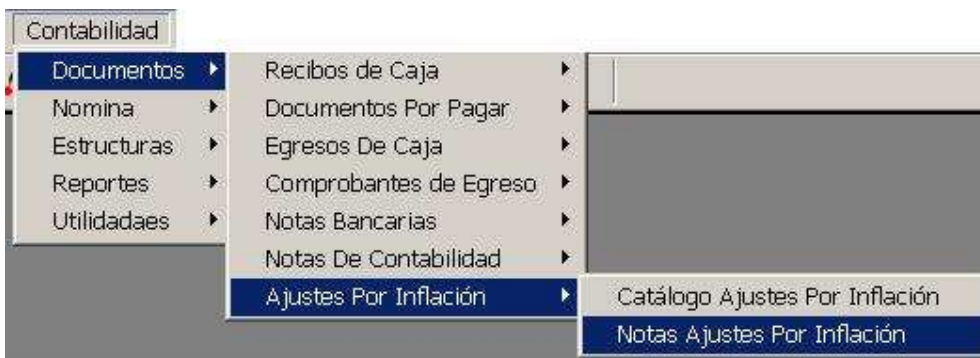 Contabilidad
Documentos
Nomina
Estructuras
Reportes
Utilidadaes
Recibos de Caja
Documentos Por Pagar
Egresos De Caja
Comprobantes de Egreso
Notas Bancarias
Notas De Contabilidad
Ajustes Por Inflación
Catálogo Ajustes Por Inflación
Notas Ajustes Por Inflación